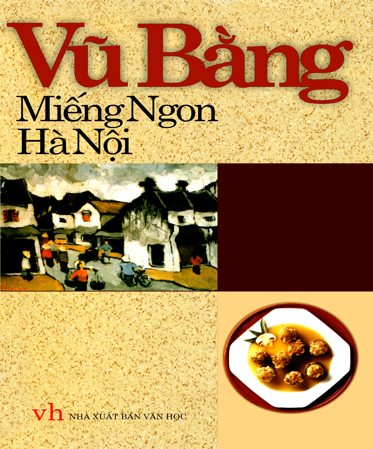 Vũ Bằng
Miếng Ngon
Hà Nội
vh NHÀ XUẤT BẢN VĂN HỌC